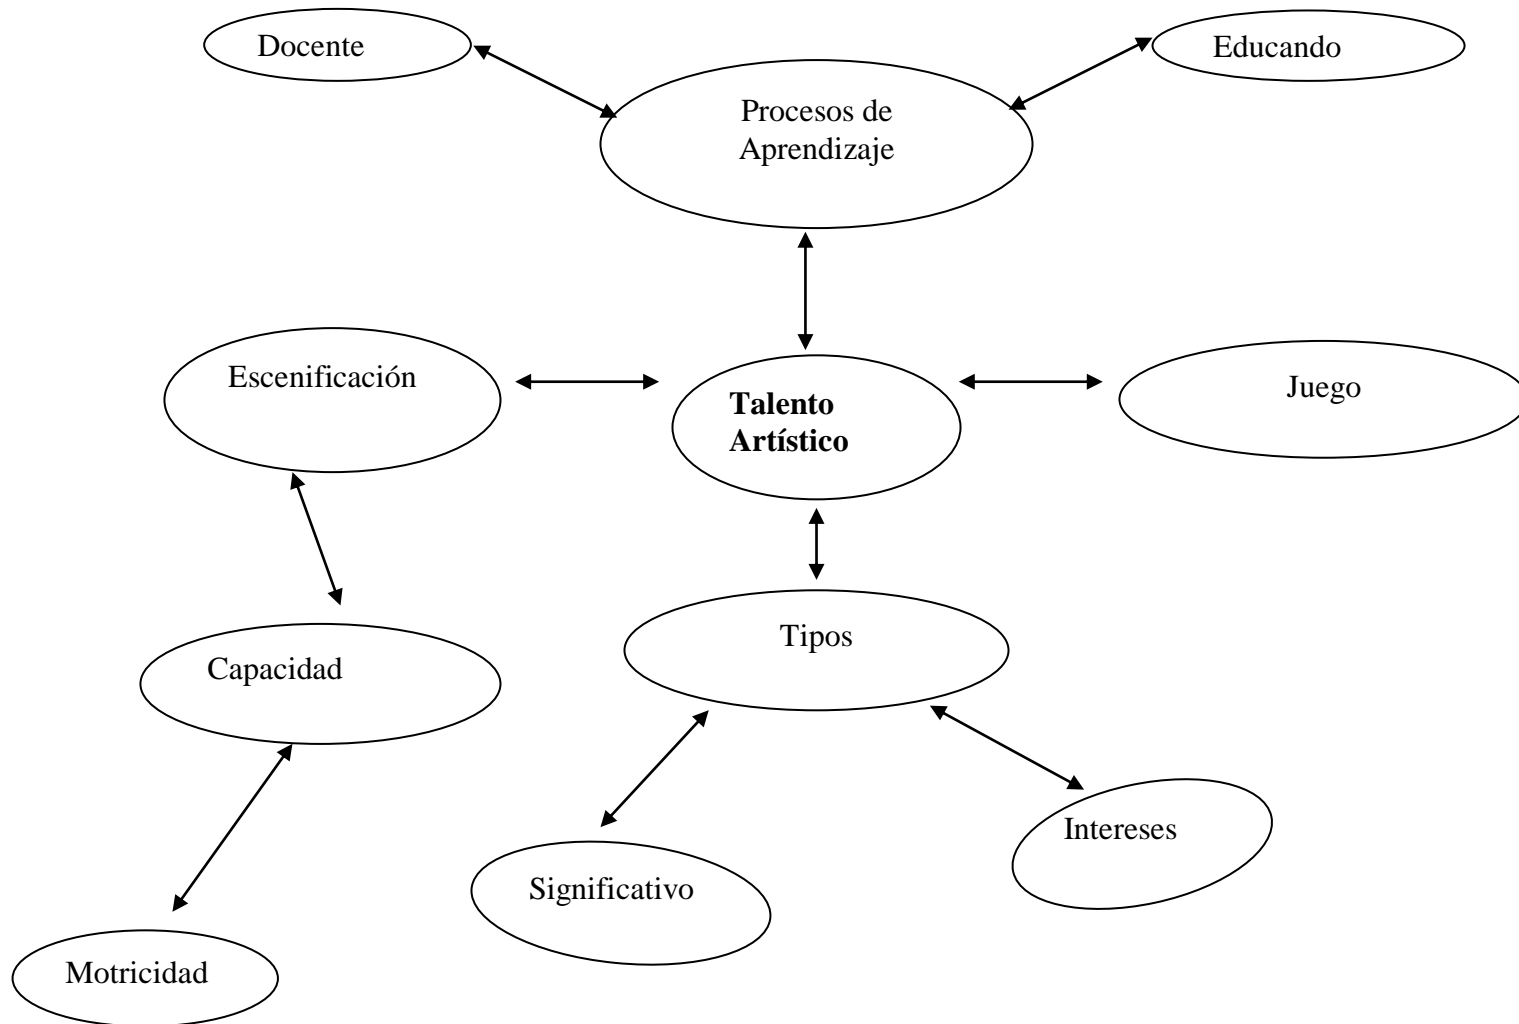 Docente
Educando
Procesos de
Aprendizaje
Escenificación
Talento
Artístico
Juego
Tipos
Capacidad
Intereses
Significativo
Motricidad